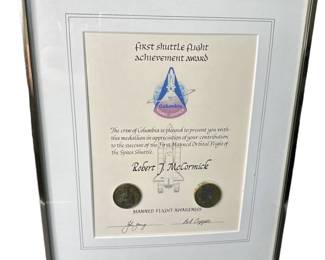 first shuttle flight
achievement award
Columbia
The crew of Columbia is pleased to present you with
this medallion in appreciation of your contribution
to the success of the First Manned Orbital Flight of
the Space Shuttle.
Robert J. McCormick
MANNED FLIGHT AWARENESS